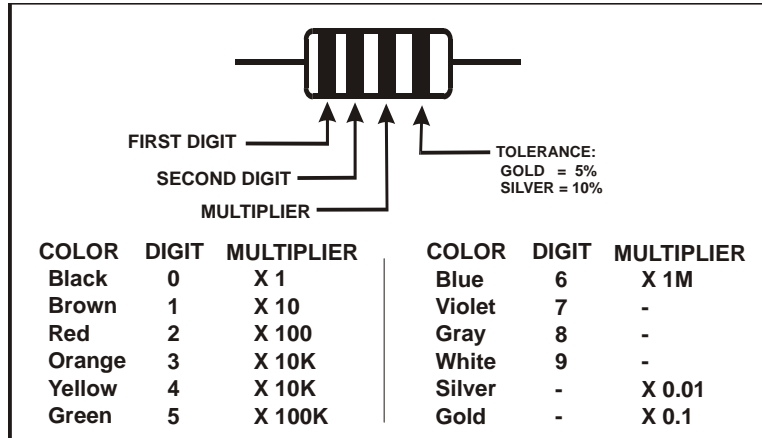 FIRST DIGIT
SECOND DIGIT
MULTIPLIER
TOLERANCE:
GOLD = 5%
SILVER = 10%
COLOR DIGIT MULTIPLIER
Black 0 X 1
Brown 1 X 10
Red 2 X 100
Orange 3 X 10K
Yellow 4 X 10K
Green 5 X 100K
COLOR DIGIT MULTIPLIER
Blue 6 X 1M
Violet 7 -
Gray 8 -
White 9 -
Silver - X 0.01
Gold - X 0.1